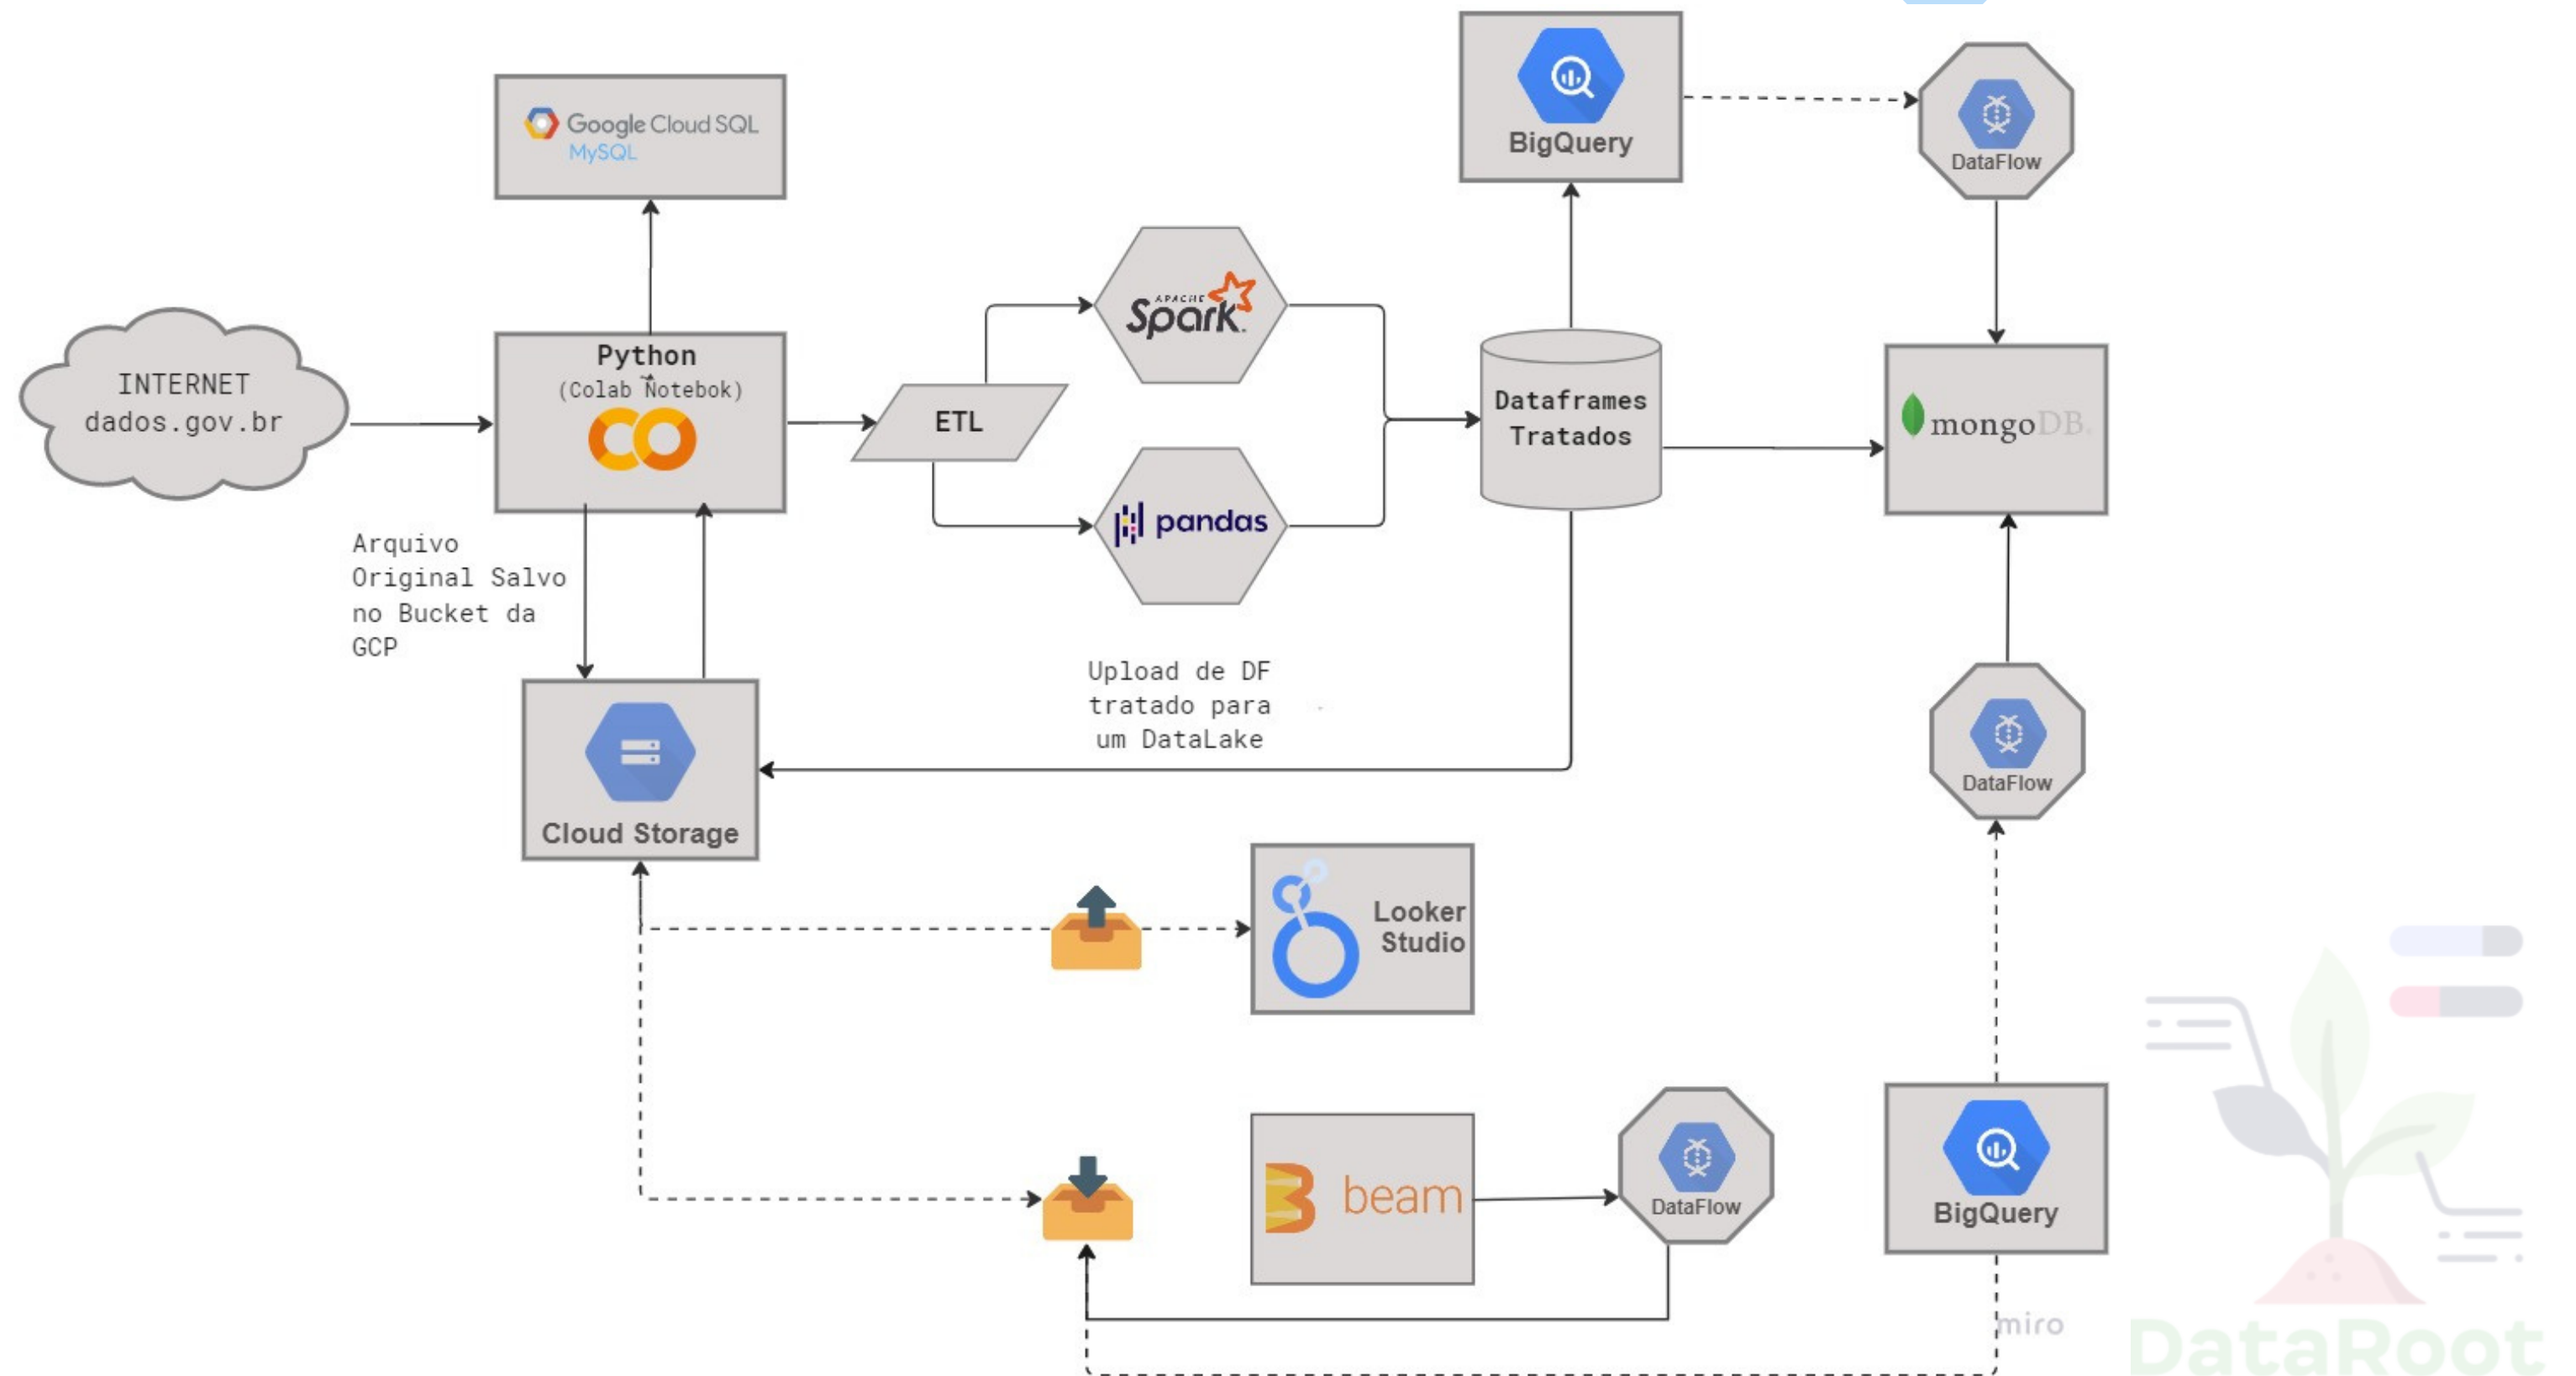 Google Cloud SQL
MySQL
BigQuery
DataFlow
INTERNET
dados.gov.br
Python
(Colab Notebok)
ETL
APACHE
Spark
pandas
Dataframes
Tratados
mongoDB.
Arquivo
Original Salvo
no Bucket da
GCP
Upload de DF
tratado para
um DataLake
Cloud Storage
DataFlow
Looker
Studio
beam
DataFlow
BigQuery
miro
DataRoot